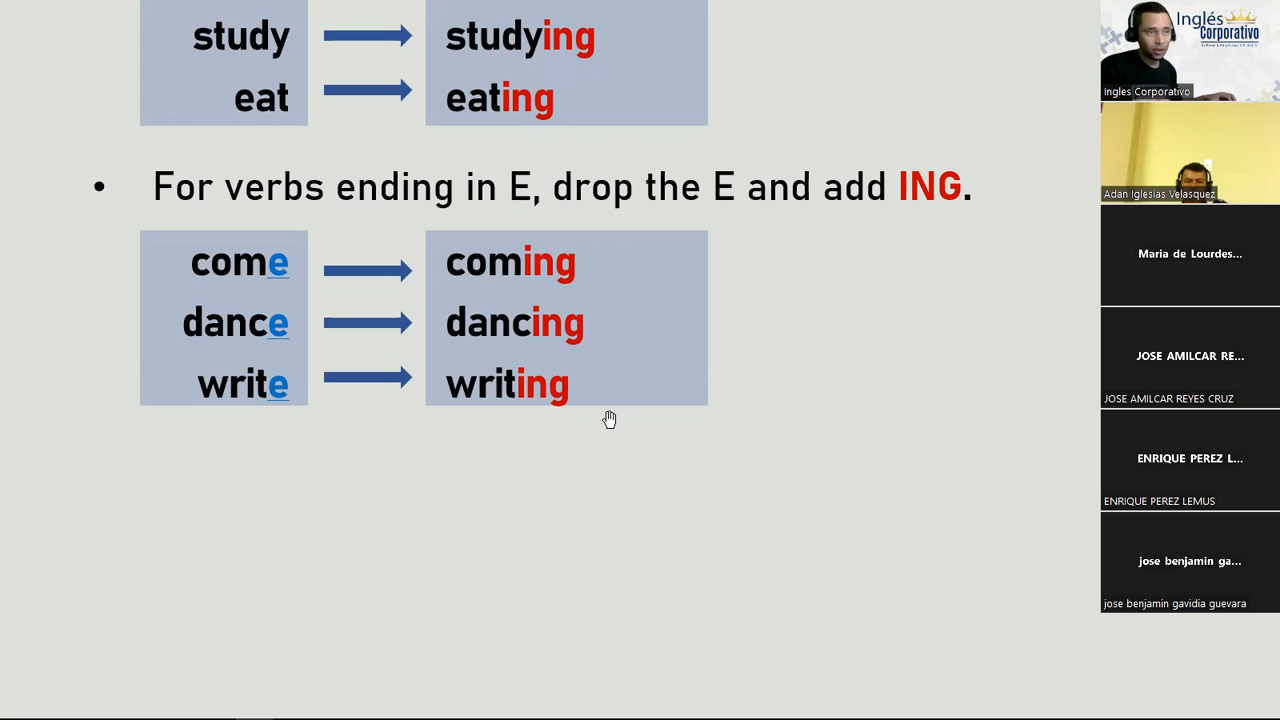 study studying
eat eating
• For verbs ending in E, drop the E and add ING.
come coming
dance dancing
write writing
Inglés
Corporativo
Ingles Corporativo
Adan Iglesias Velasquez
Maria de Lourdes...
JOSE AMILCAR RE...
JOSE AMILCAR REYES CRUZ
ENRIQUE PEREZ L...
ENRIQUE PEREZ LEMUS
jose benjamin ga...
jose benjamin gavidia guevara